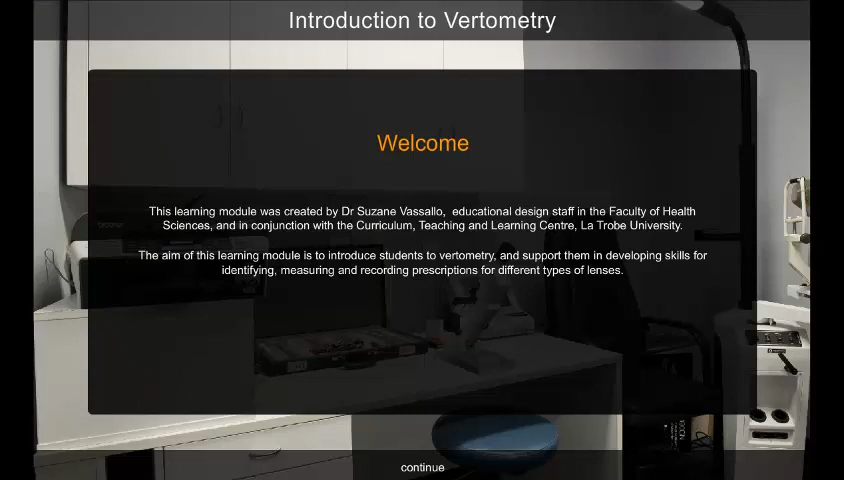 Introduction to Vertometry
Welcome
This learning module was created by Dr Suzane Vassallo,  educational design staff in the Faculty of Health
Sciences, and in conjunction with the Curriculum, Teaching and Learning Centre, La Trobe University.
The aim of this learning module is to introduce students to vertometry, and support them in developing skills for
identifying, measuring and recording prescriptions for different types of lenses.
continue